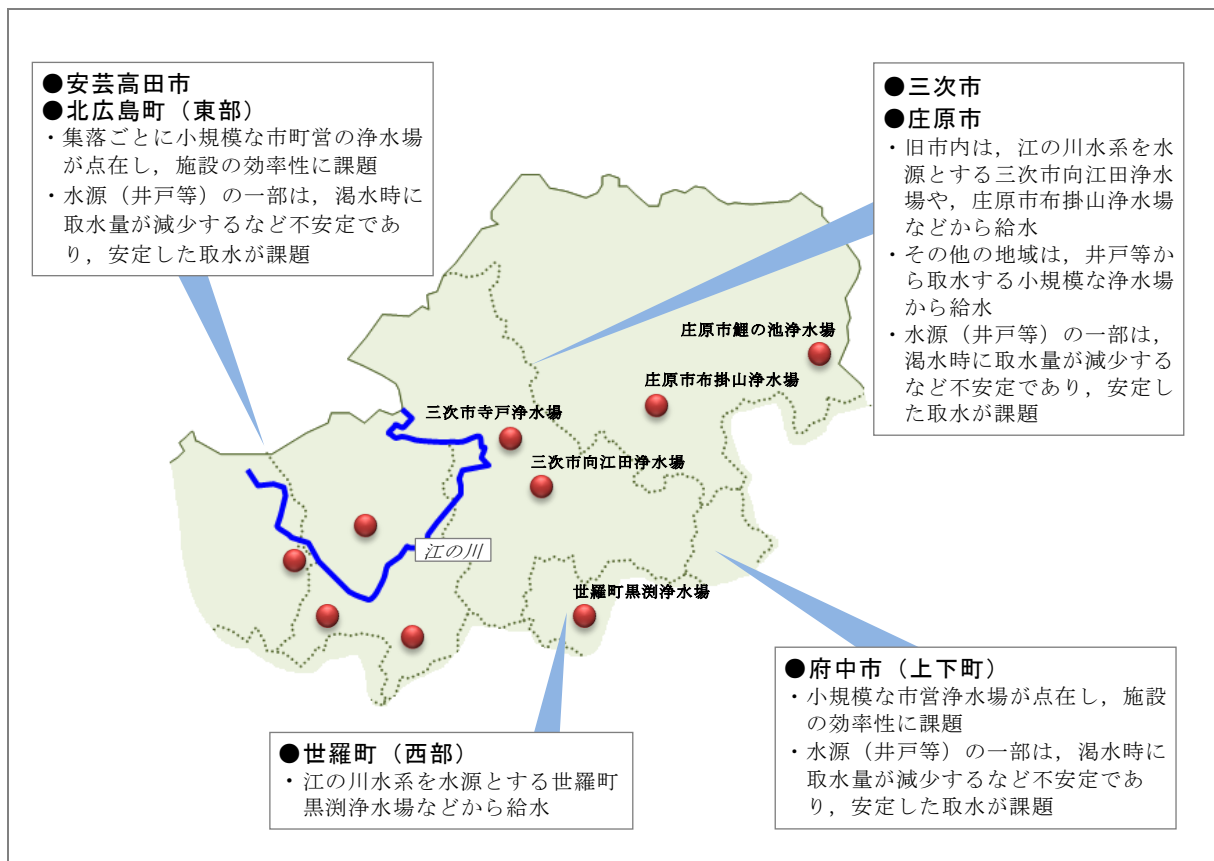 ●安芸高田市
●北広島町（東部）
・集落ごとに小規模な市町営の浄水場
が点在し，施設の効率性に課題
・水源（井戸等）の一部は，渇水時に
取水量が減少するなど不安定であ
り，安定した取水が課題
●三次市
●庄原市
・旧市内は，江の川水系を水
源とする三次市向江田浄水
場や，庄原市布掛山浄水場
などから給水
・その他の地域は，井戸等か
ら取水する小規模な浄水場
から給水
・水源（井戸等）の一部は，
渇水時に取水量が減少する
など不安定であり，安定し
た取水が課題
庄原市鯉の池浄水場
庄原市布掛山浄水場
三次市寺戸浄水場
三次市向江田浄水場
江の川
世羅町黒渕浄水場
●府中市（上下町）
・小規模な市営浄水場が点在し，施設
の効率性に課題
・水源（井戸等）の一部は，渇水時に
取水量が減少するなど不安定であ
り，安定した取水が課題
●世羅町（西部）
・江の川水系を水源とする世羅町
黒渕浄水場などから給水